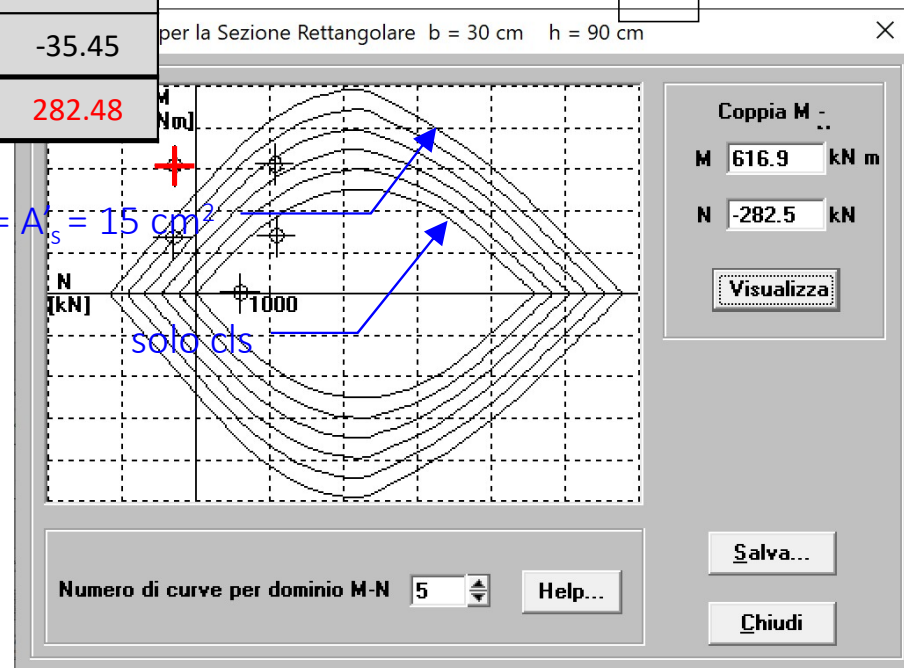 -35.45
per la Sezione Rettangolare b = 30 cm h = 90 cm
282.48
M
Nm]
Coppia M -
M 616.9 kN m
= A's = 15 cm²
N -282.5 kN
N
[kN]
1000
Visualizza
solo cls
Salva...
Numero di curve per dominio M-N 5 Help...
Chiudi